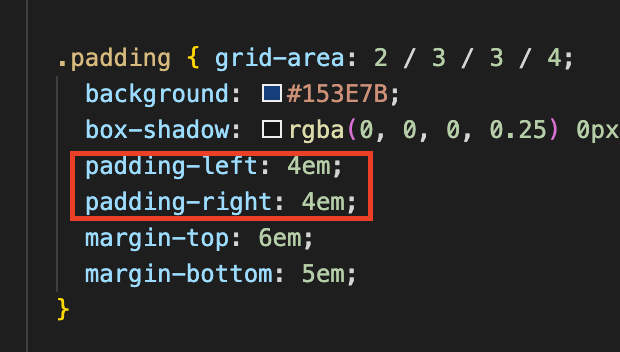 .padding { grid-area: 2 / 3 / 3 / 4;
background: #153E7B;
box-shadow: rgba(0, 0, 0, 0.25) 0px
padding-left: 4em;
padding-right: 4em;
margin-top: 6em;
margin-bottom: 5em;
}